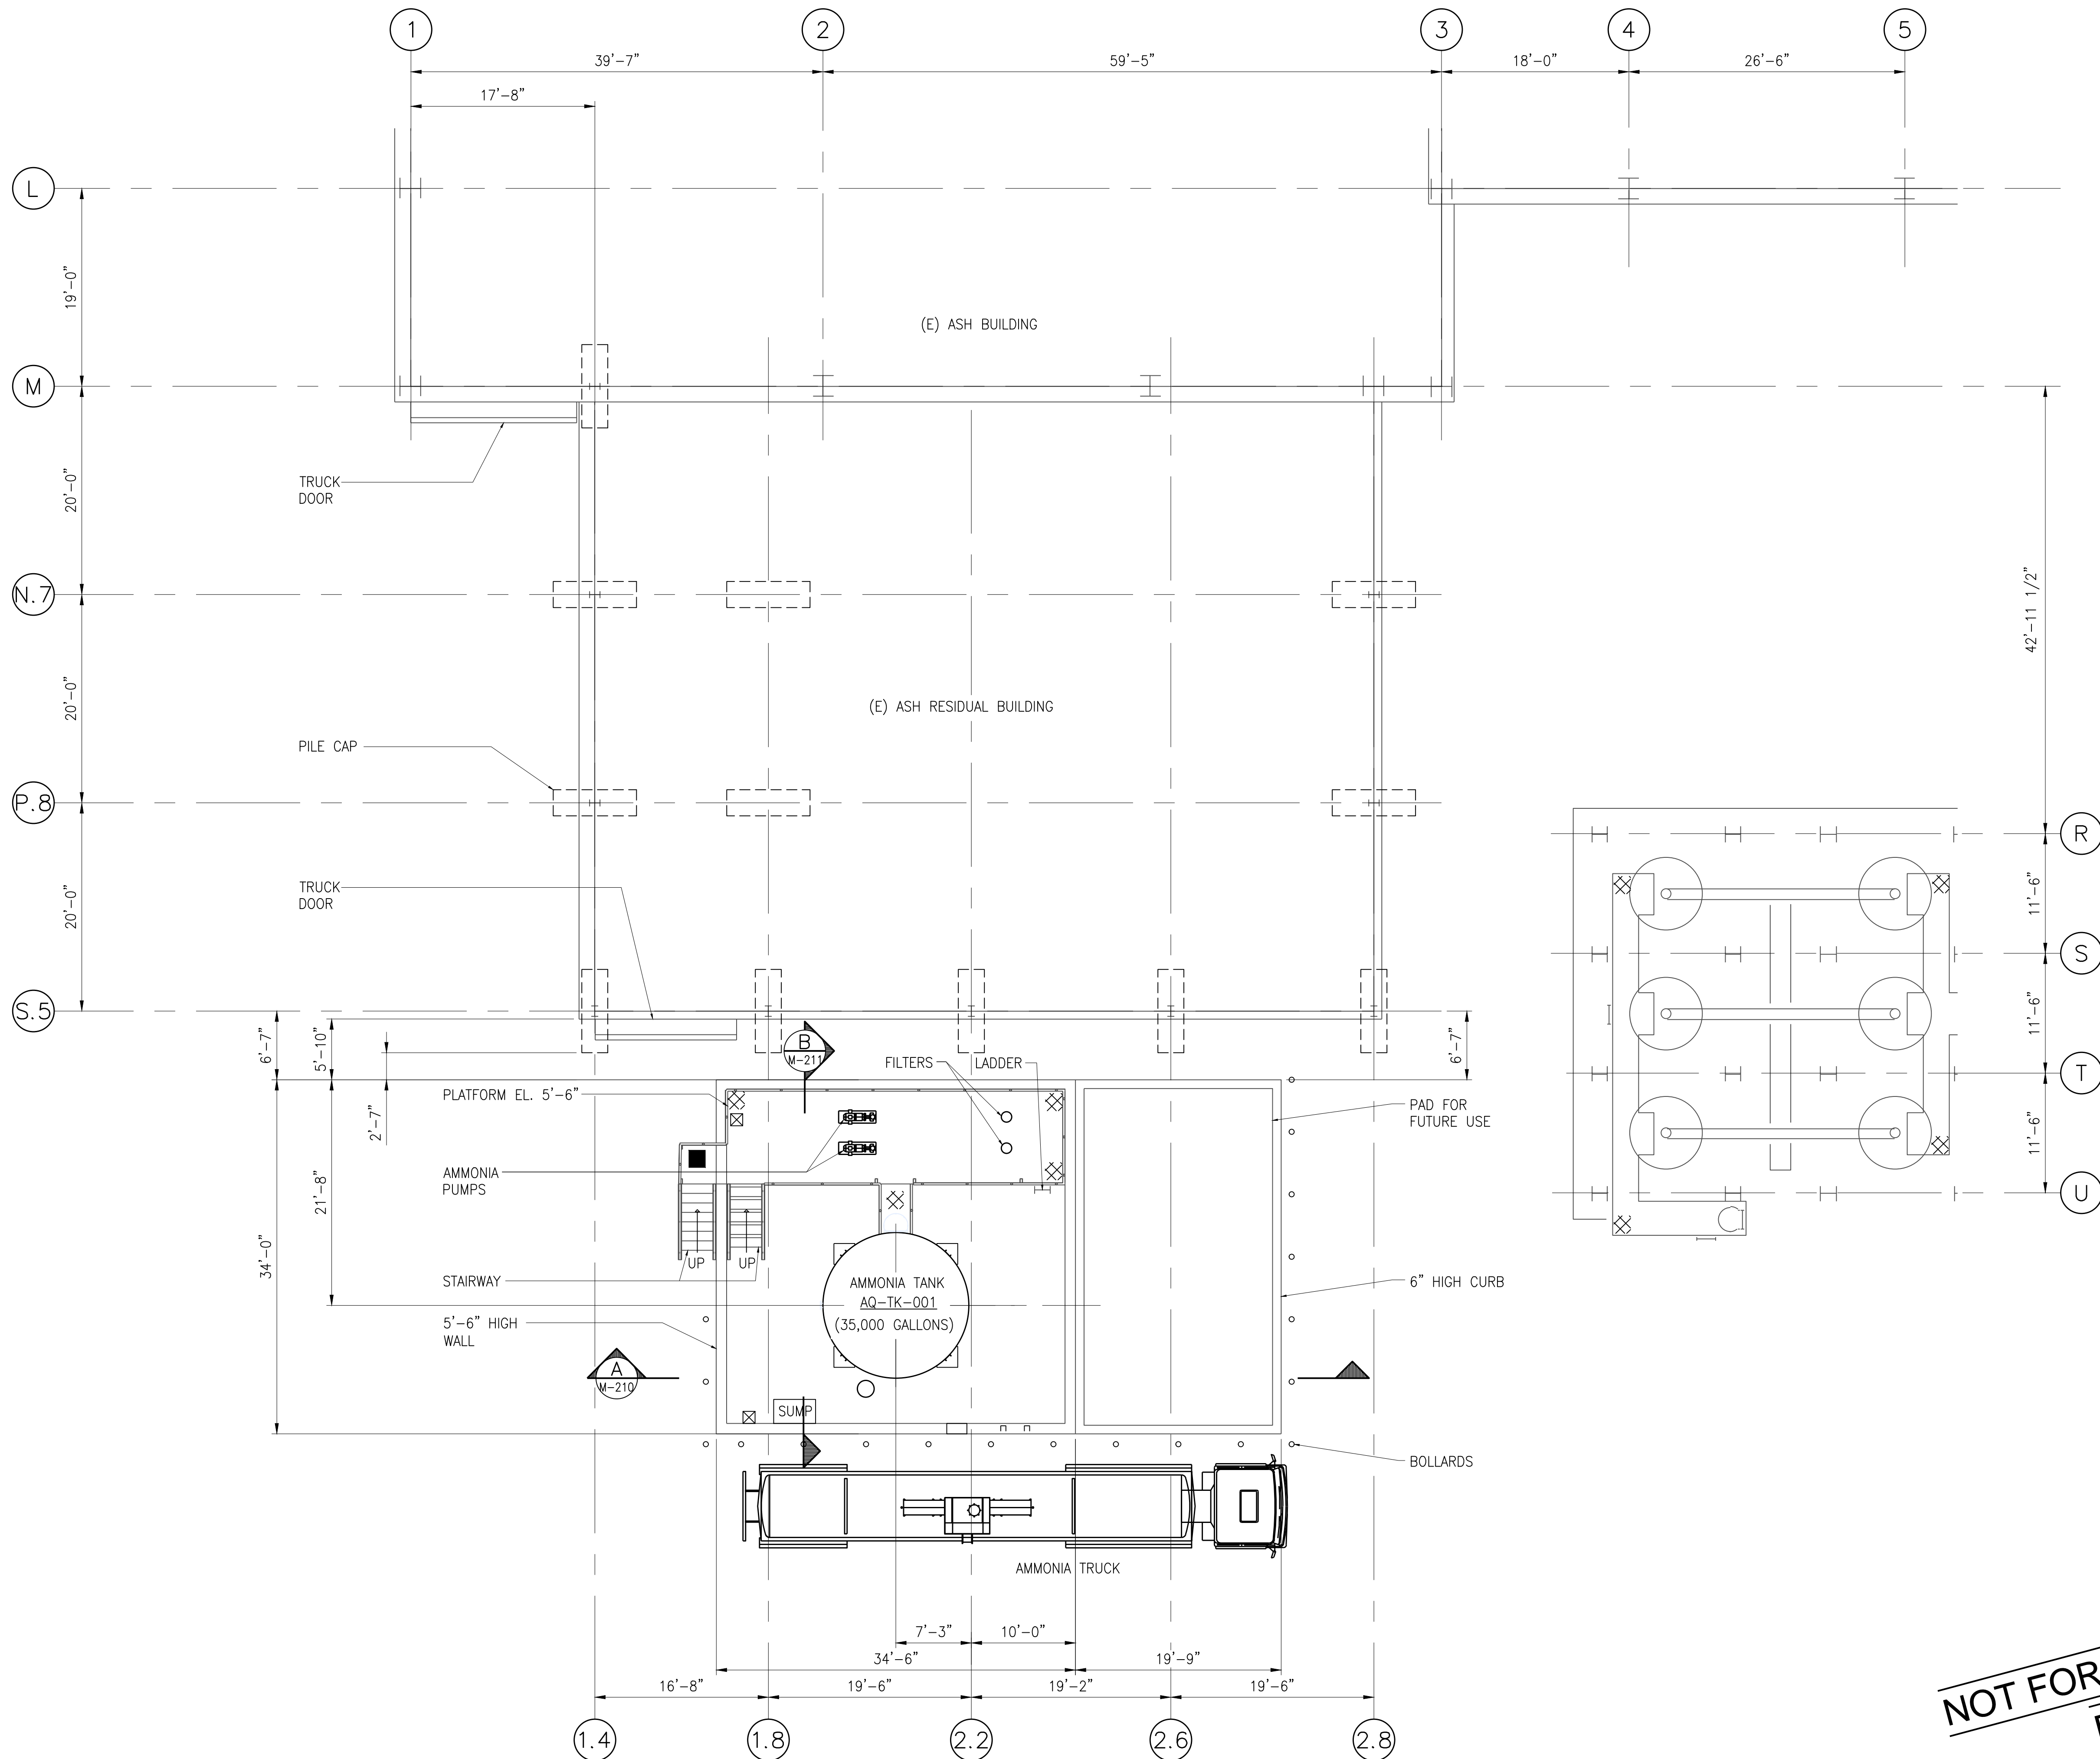 1
2
3
4
5
39'-7"
59'-5"
18'-0"
26'-6"
17'-8"
L
19'-0"
(E) ASH BUILDING
M
TRUCK
DOOR
20'-0"
42'-11 1/2"
N.7
20'-0"
(E) ASH RESIDUAL BUILDING
PILE CAP
P.8
R
TRUCK
DOOR
20'-0"
11'-6"
S
S.5
6'-7"
5'-10"
2'-7"
B
M-211
FILTERS
LADDER
6'-7"
11'-6"
T
PLATFORM EL. 5'-6"
PAD FOR
FUTURE USE
AMMONIA
PUMPS
21'-8"
11'-6"
U
34'-0"
UP
UP
STAIRWAY
AMMONIA TANK
AQ-TK-001
(35,000 GALLONS)
6" HIGH CURB
5'-6" HIGH
WALL
A
M-210
SUMP
BOLLARDS
AMMONIA TRUCK
7'-3"
10'-0"
34'-6"
19'-9"
16'-8"
19'-6"
19'-2"
19'-6"
1.4
1.8
2.2
2.6
2.8
NOT FOR